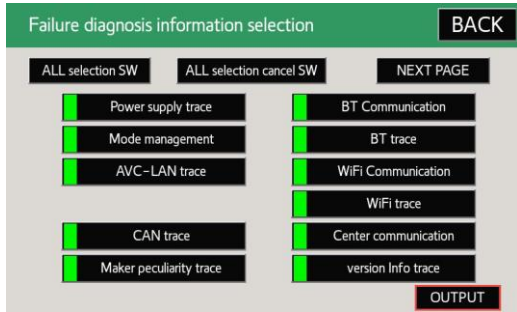 Failure diagnosis information selection
BACK
ALL selection SW
ALL selection cancel SW
NEXT PAGE
Power supply trace
BT Communication
Mode management
BT trace
AVC-LAN trace
WiFi Communication
WiFi trace
CAN trace
Center communication
Maker peculiarity trace
version Info trace
OUTPUT